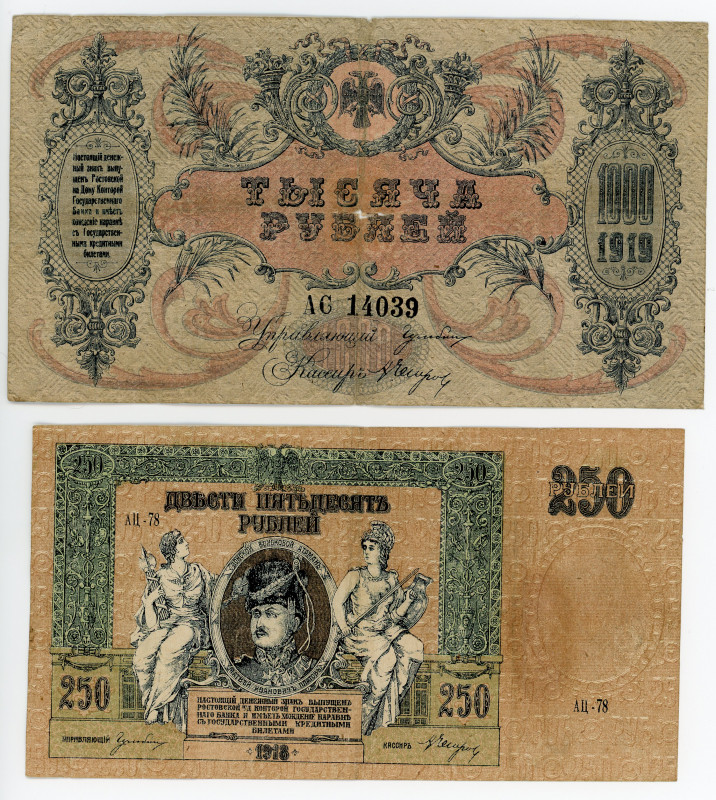 Настоящій денеж-
ный знакъ выпу-
щенъ Ростовской
на Дону Конторой
Государственнаго
Банка и имѣетъ
хожденіе наравнѣ
съ Государствен-
ными кредитными
билетами.
ТЫСЯЧА
РУБЛЕЙ
1000
1919
АС 14039
Управляющій
Кассиръ
250
250
ДВѢСТИ ПЯТЬДЕСЯТЪ
РУБЛЕЙ
250
РУБЛЕЙ
АЦ-78
250
250
АЦ-78
НАСТОЯЩІЙ ДЕНЕЖНЫЙ ЗНАКЪ ВЫПУЩЕНЪ
РОСТОВСКОЙ н/Д КОНТОРОЙ ГОСУДАРСТВЕН-
НАГО БАНКА И ИМѢЕТЪ ХОЖДЕНІЕ НАРАВНѢ
СЪ ГОСУДАРСТВЕННЫМИ КРЕДИТНЫМИ
БИЛЕТАМИ
УПРАВЛЯЮЩІЙ
1918
КАССИРЪ